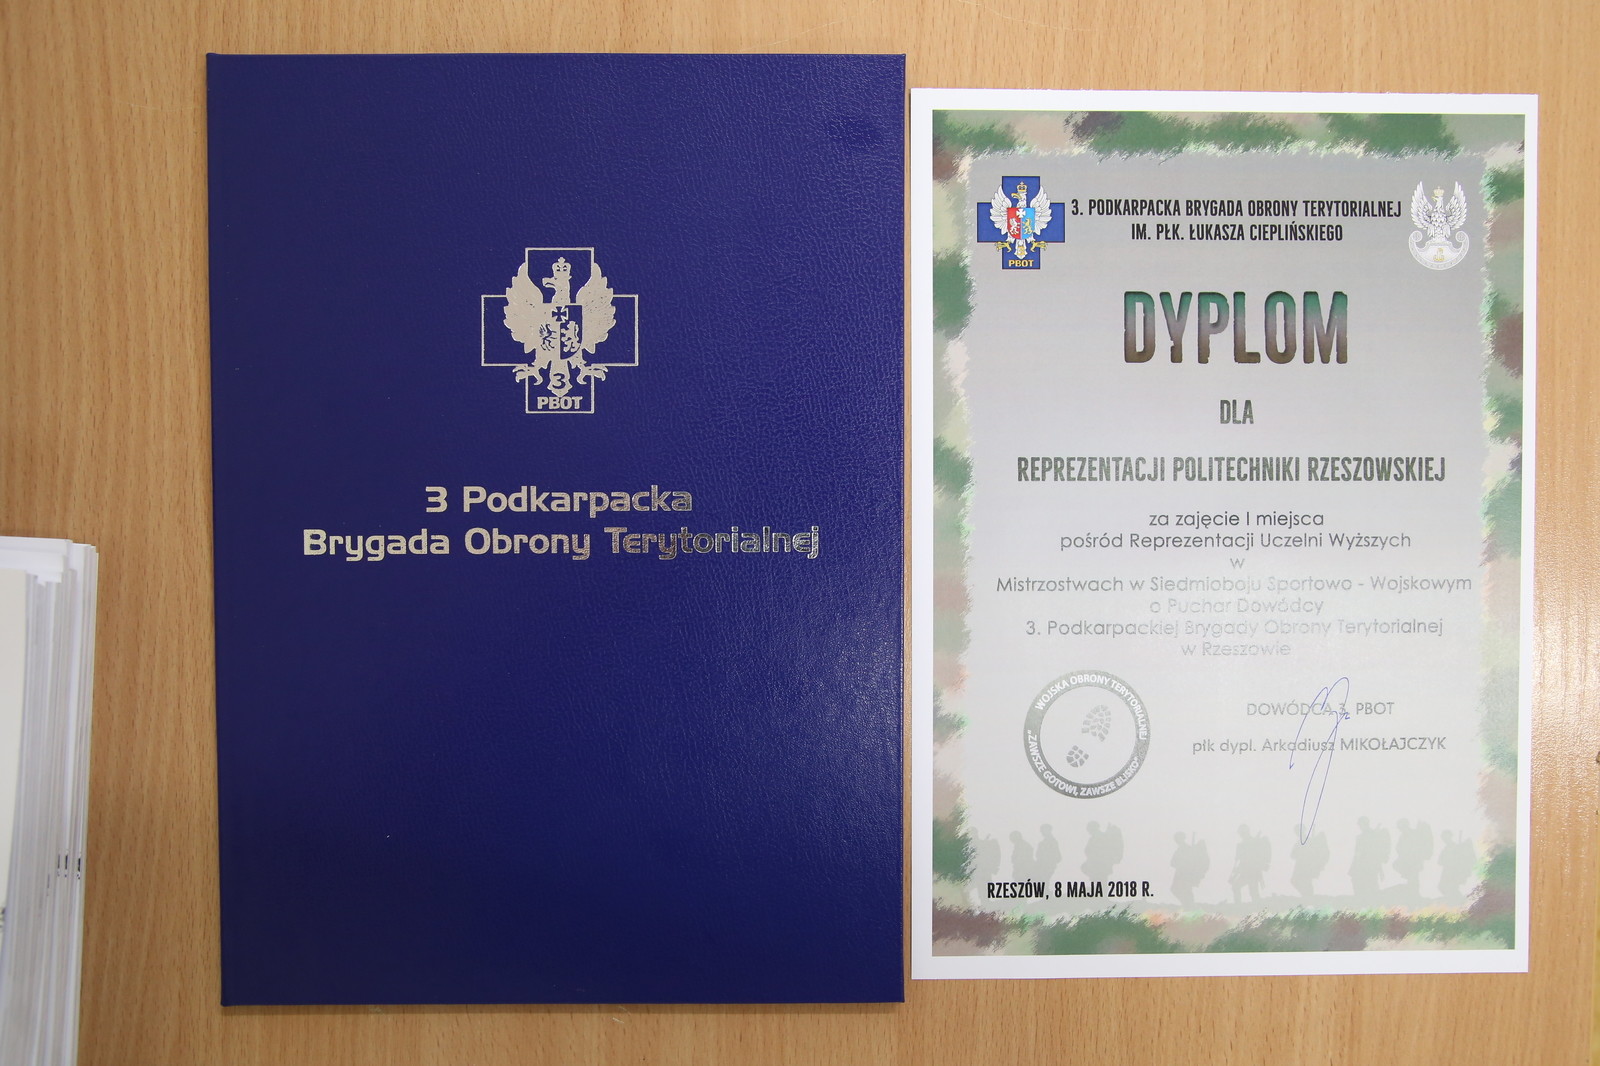 3
PBOT
3 Podkarpacka
Brygada Obrony Terytorialnej
PBOT
3. PODKARPACKA BRYGADA OBRONY TERYTORIALNEJ
IM. PŁK. ŁUKASZA CIEPLIŃSKIEGO
DYPLOM
DLA
REPREZENTACJI POLITECHNIKI RZESZOWSKIEJ
za zajęcie I miejsca
pośród Reprezentacji Uczelni Wyższych
w
Mistrzostwach w Siedmioboju Sportowo - Wojskowym
o Puchar Dowódcy
3. Podkarpackiej Brygady Obrony Terytorialnej
w Rzeszowie
WOJSKA OBRONY TERYTORIALNEJ
"ZAWSZE GOTOWI, ZAWSZE BLISKO"
DOWÓDCA 3. PBOT
płk dypl. Arkadiusz MIKOŁAJCZYK
RZESZÓW, 8 MAJA 2018 R.